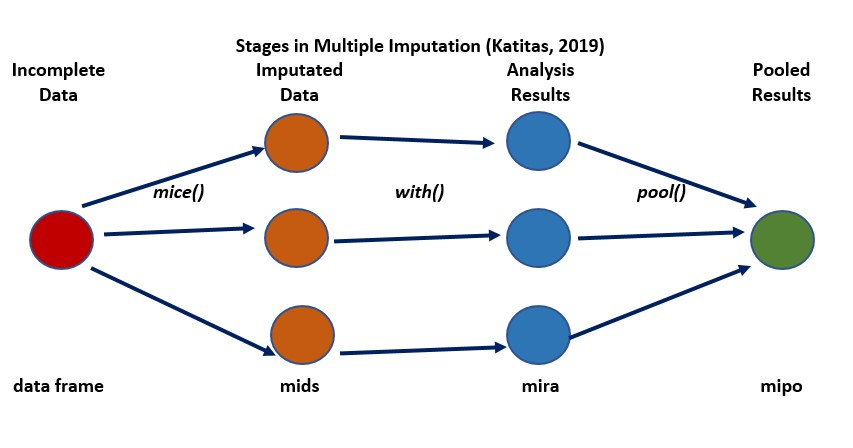 Stages in Multiple Imputation (Katitas, 2019)
Incomplete
Data
Imputated
Data
Analysis
Results
Pooled
Results
mice()
with()
pool()
data frame
mids
mira
mipo